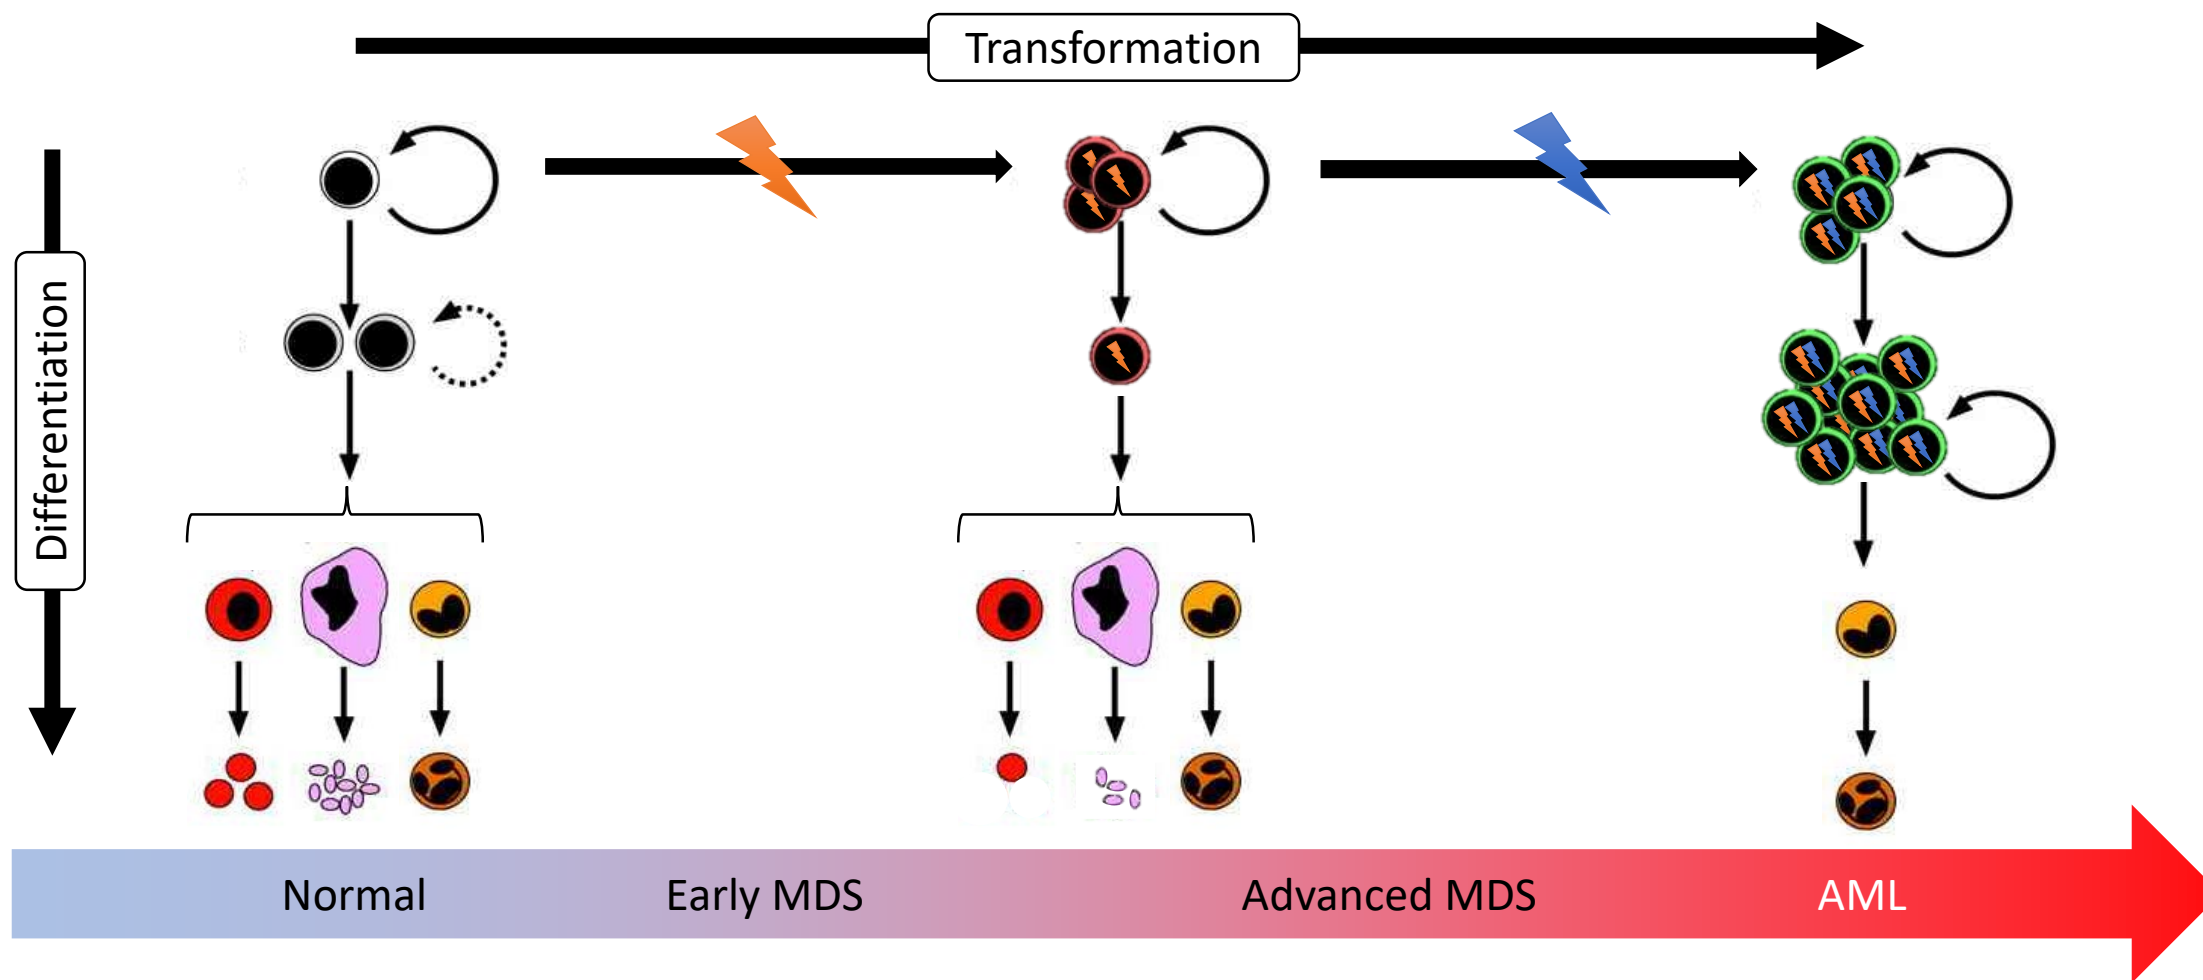 Transformation
Differentiation
Normal
Early MDS
Advanced MDS
AML